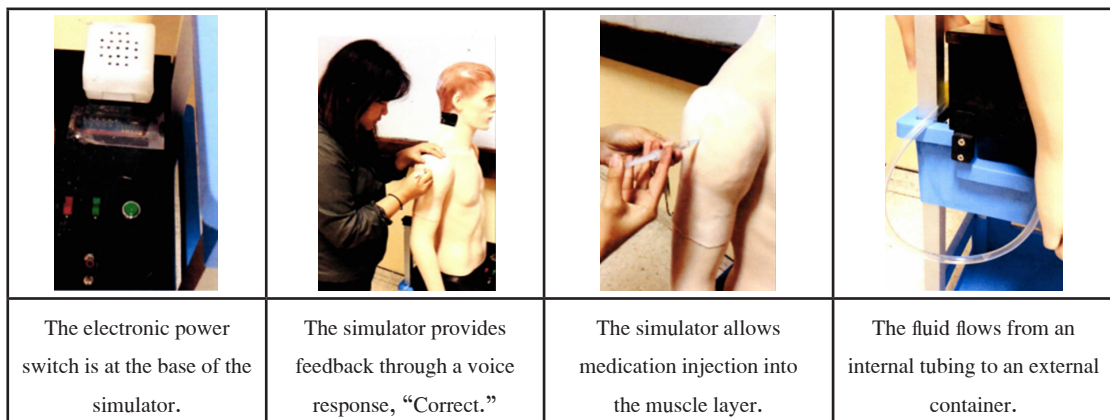 The electronic power
switch is at the base of the
simulator.
The simulator provides
feedback through a voice
response, “Correct.”
The simulator allows
medication injection into
the muscle layer.
The fluid flows from an
internal tubing to an external
container.